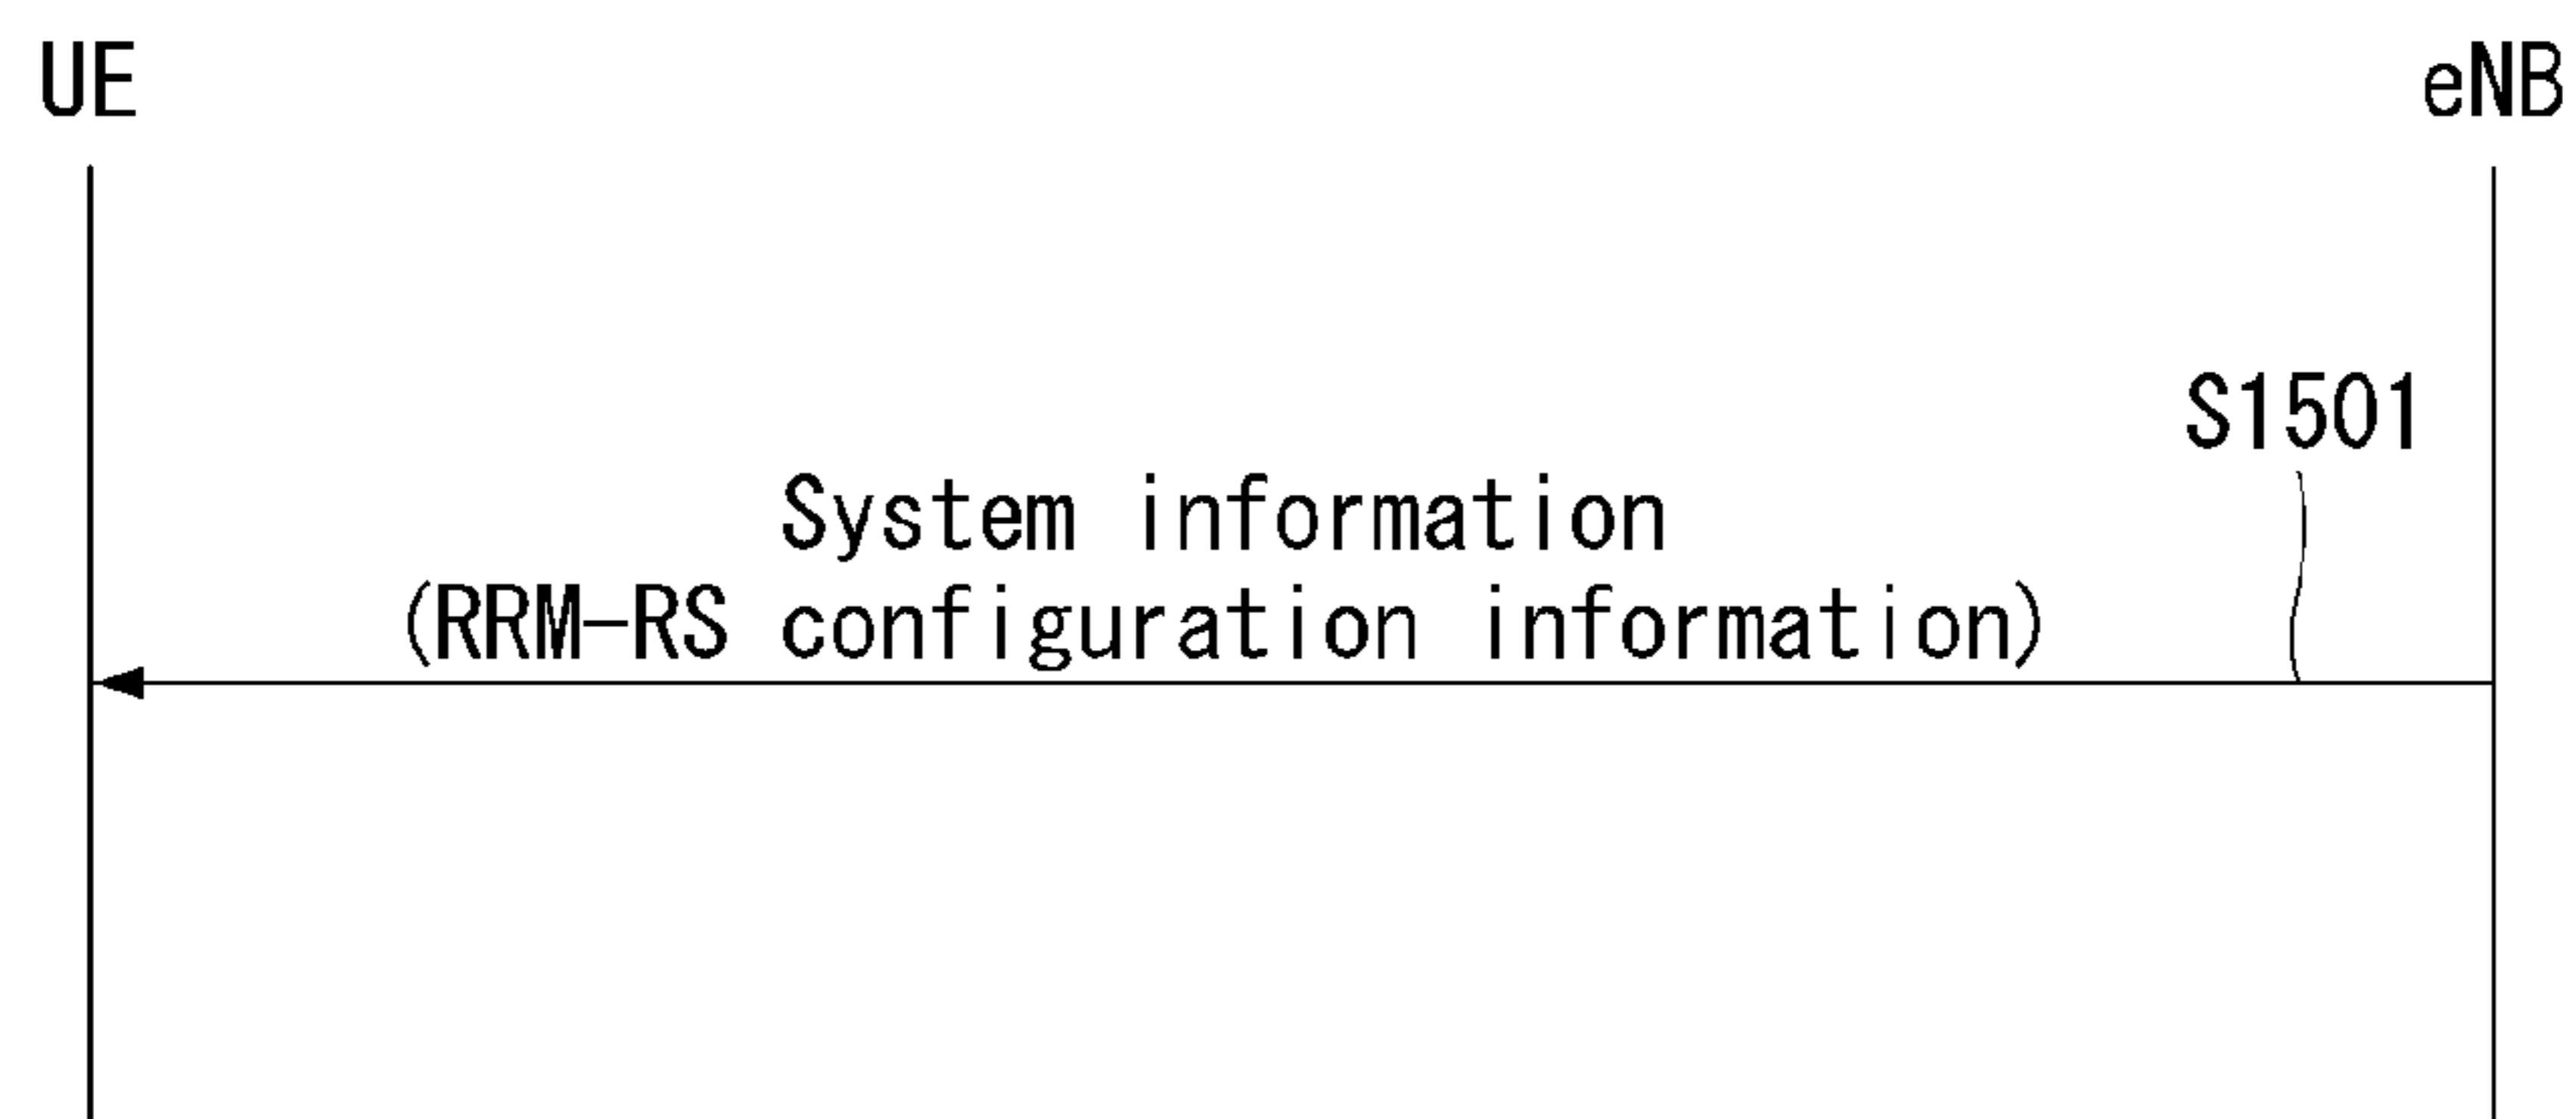 UE eNB
S1501
System information
(RRM-RS configuration information)